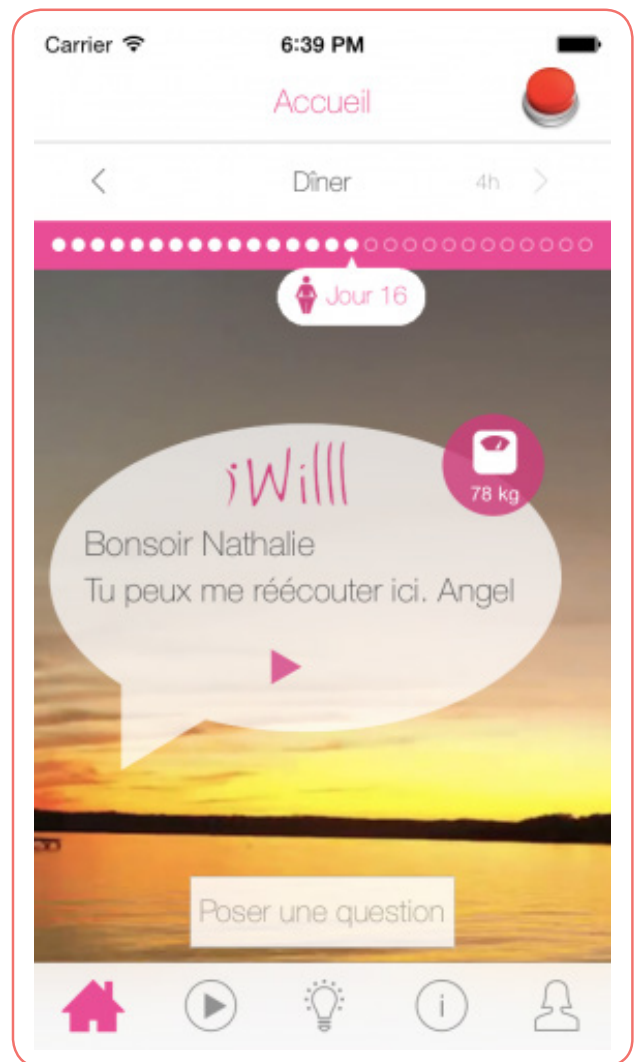 Carrier 6:39 PM
Accueil
Dîner 4h
Jour 16
iWilll
78 kg
Bonsoir Nathalie
Tu peux me réécouter ici. Angel
Poser une question
i